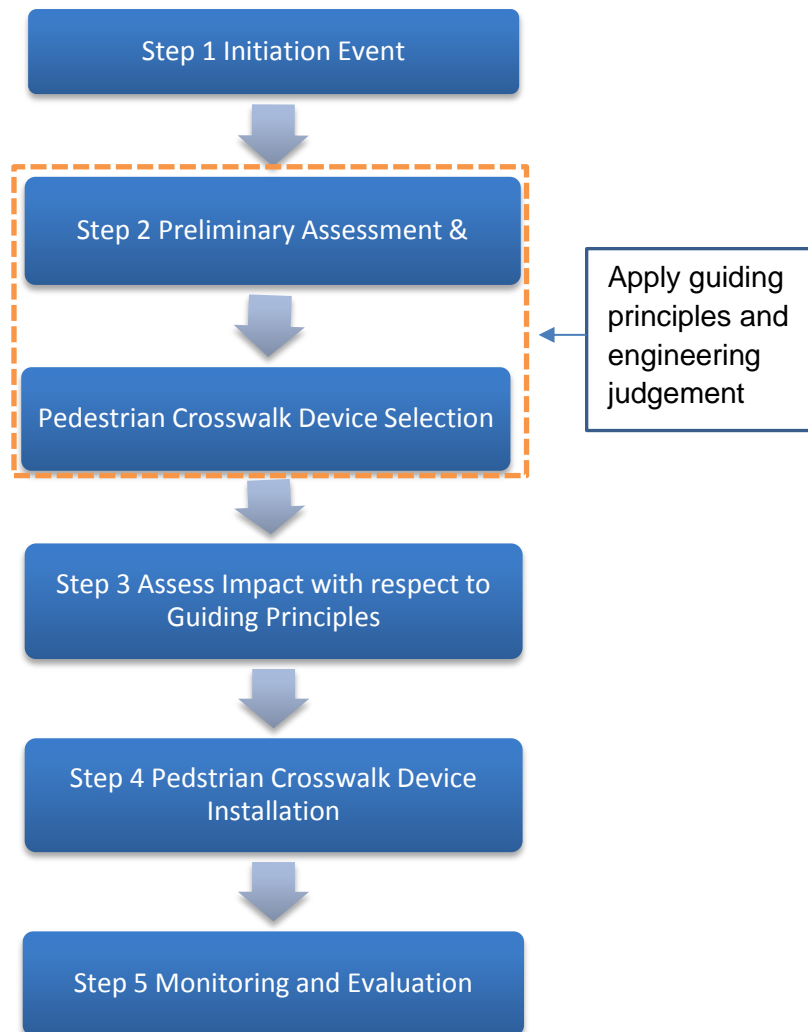 Step 1 Initiation Event
Step 2 Preliminary Assessment &
Apply guiding
principles and
engineering
judgement
Pedestrian Crosswalk Device Selection
Step 3 Assess Impact with respect to
Guiding Principles
Step 4 Pedstrian Crosswalk Device
Installation
Step 5 Monitoring and Evaluation